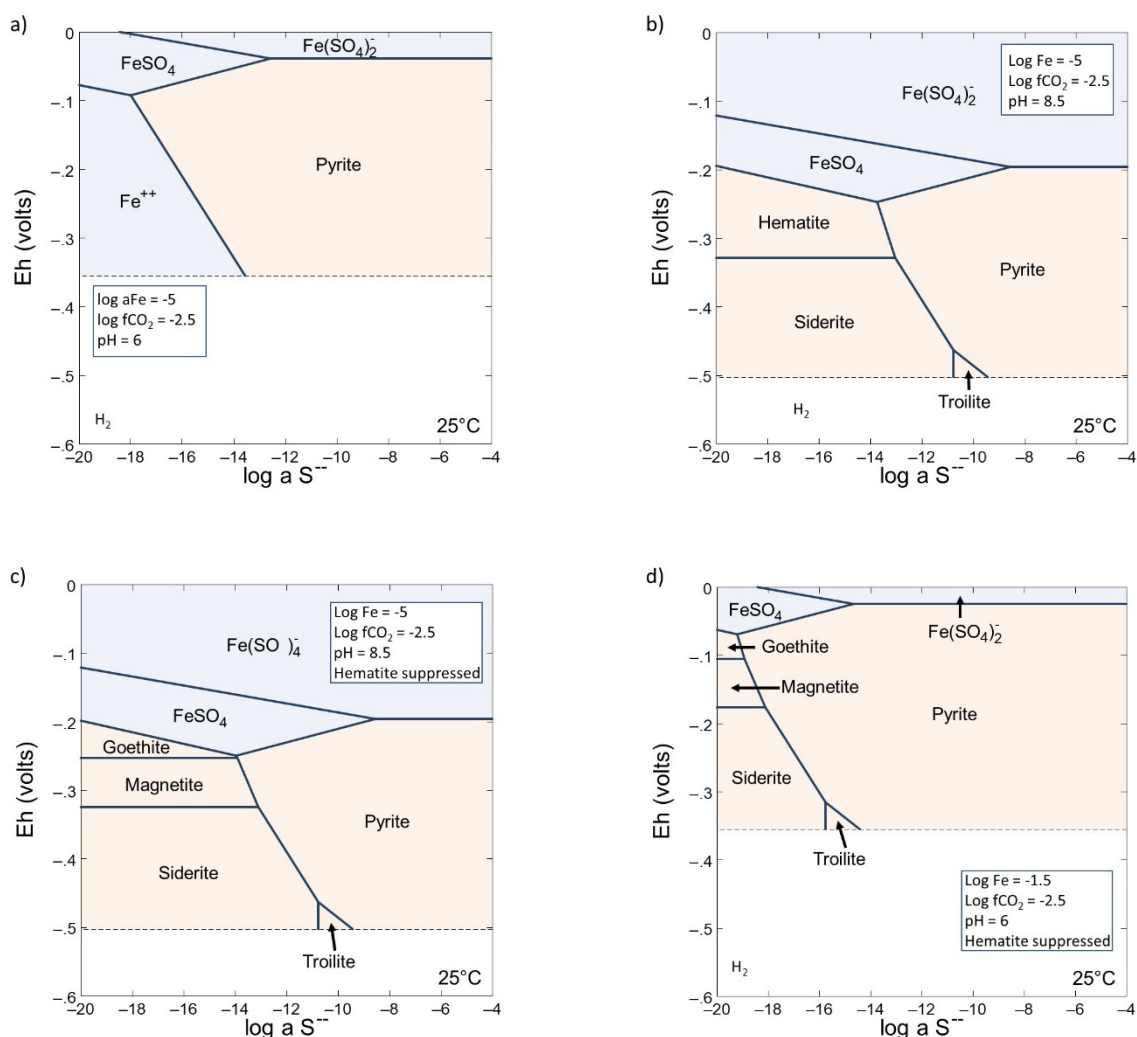 a)
0
–.1
–.2
–.3
–.4
–.5
–.6
Eh (volts)
Fe(SO₄)₂⁻
FeSO₄
Pyrite
Fe⁺⁺
log aFe = -5
log fCO₂ = -2.5
pH = 6
H₂
25°C
–20 –18 –16 –14 –12 –10 –8 –6 –4
log a S⁻⁻
b)
0
–.1
–.2
–.3
–.4
–.5
–.6
Eh (volts)
Log Fe = -5
Log fCO₂ = -2.5
pH = 8.5
Fe(SO₄)₂⁻
FeSO₄
Hematite
Pyrite
Siderite
Troilite
H₂
25°C
–20 –18 –16 –14 –12 –10 –8 –6 –4
log a S⁻⁻
c)
0
–.1
–.2
–.3
–.4
–.5
–.6
Eh (volts)
Log Fe = -5
Log fCO₂ = -2.5
pH = 8.5
Hematite suppressed
Fe(SO )₄⁻
FeSO₄
Goethite
Magnetite
Pyrite
Siderite
Troilite
25°C
–20 –18 –16 –14 –12 –10 –8 –6 –4
log a S⁻⁻
d)
0
–.1
–.2
–.3
–.4
–.5
–.6
Eh (volts)
FeSO₄
Fe(SO₄)₂⁻
Goethite
Magnetite
Pyrite
Siderite
Troilite
Log Fe = -1.5
Log fCO₂ = -2.5
pH = 6
Hematite suppressed
H₂
25°C
–20 –18 –16 –14 –12 –10 –8 –6 –4
log a S⁻⁻